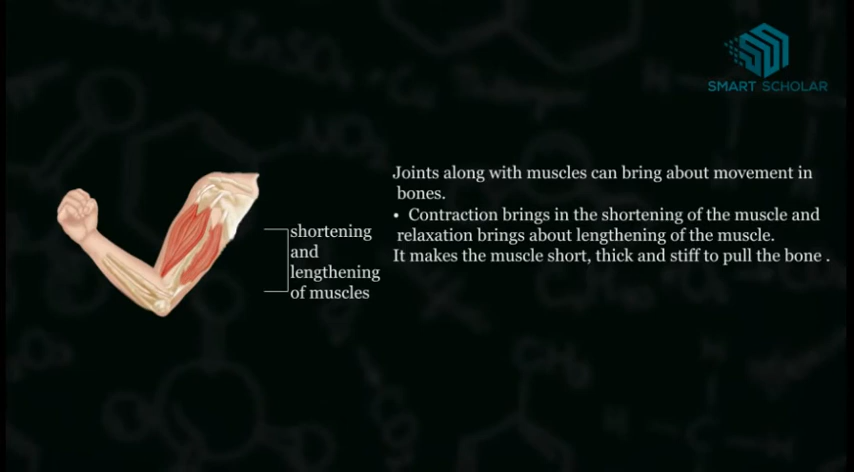 SMART SCHOLAR
Joints along with muscles can bring about movement in
bones.
• Contraction brings in the shortening of the muscle and
relaxation brings about lengthening of the muscle.
It makes the muscle short, thick and stiff to pull the bone .
shortening
and
lengthening
of muscles